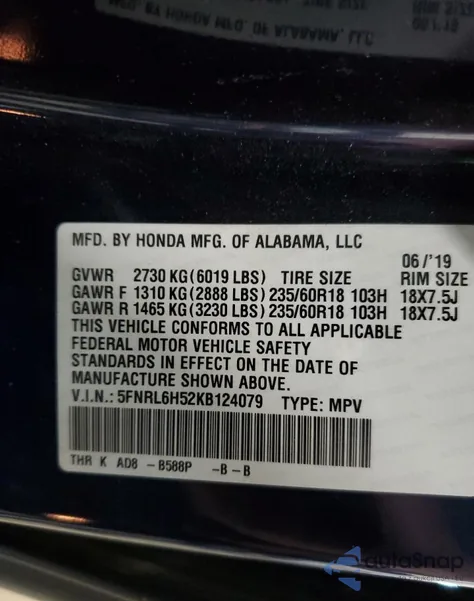 MFD. BY HONDA MFG. OF ALABAMA, LLC
06/'19
GVWR 2730 KG(6019 LBS) TIRE SIZE RIM SIZE
GAWR F 1310 KG(2888 LBS) 235/60R18 103H 18X7.5J
GAWR R 1465 KG(3230 LBS) 235/60R18 103H 18X7.5J
THIS VEHICLE CONFORMS TO ALL APPLICABLE
FEDERAL MOTOR VEHICLE SAFETY
STANDARDS IN EFFECT ON THE DATE OF
MANUFACTURE SHOWN ABOVE.
V.I.N.: 5FNRL6H52KB124079 TYPE: MPV
THR K AD8 -B588P -B-B
autoSnap